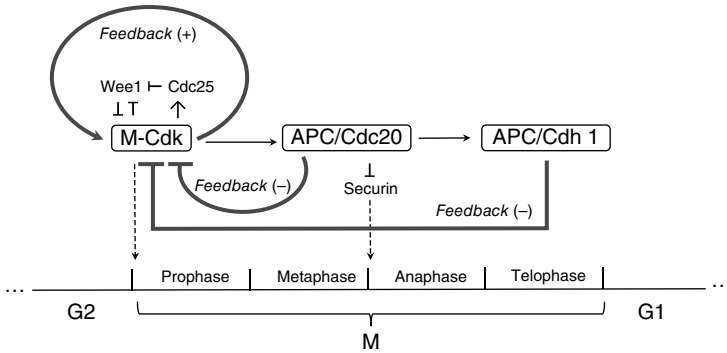 Feedback (+)
Wee1 Cdc25
M-Cdk APC/Cdc20 APC/Cdh 1
Feedback (–) Securin
Feedback (–)
Prophase Metaphase Anaphase Telophase
... ..
G2 G1
M